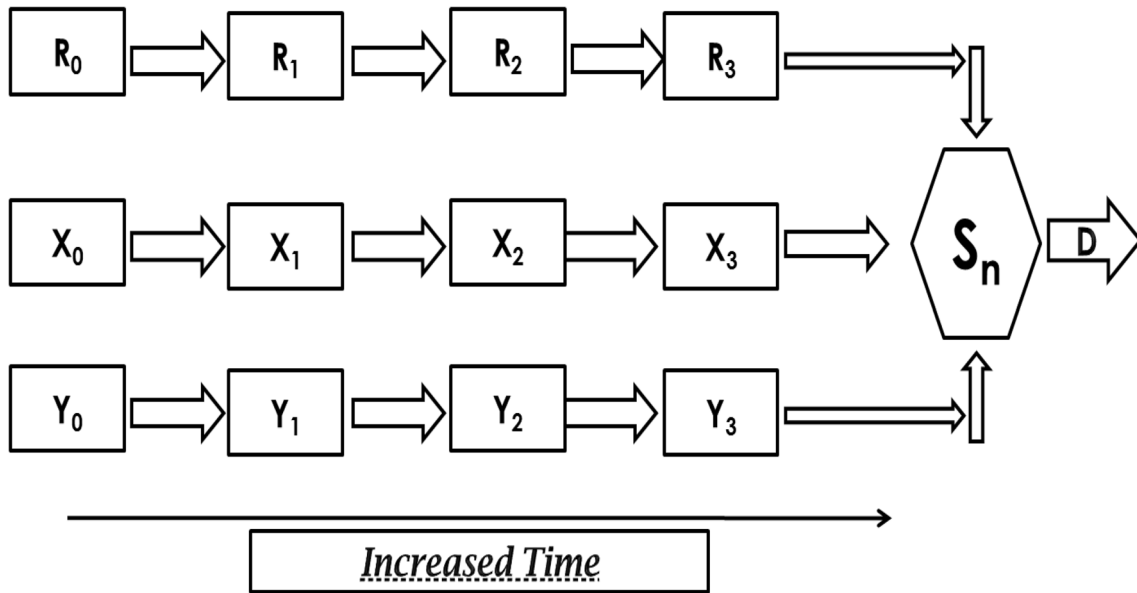 R₀ R₁ R₂ R₃
X₀ X₁ X₂ X₃ Sₙ D
Y₀ Y₁ Y₂ Y₃
Increased Time